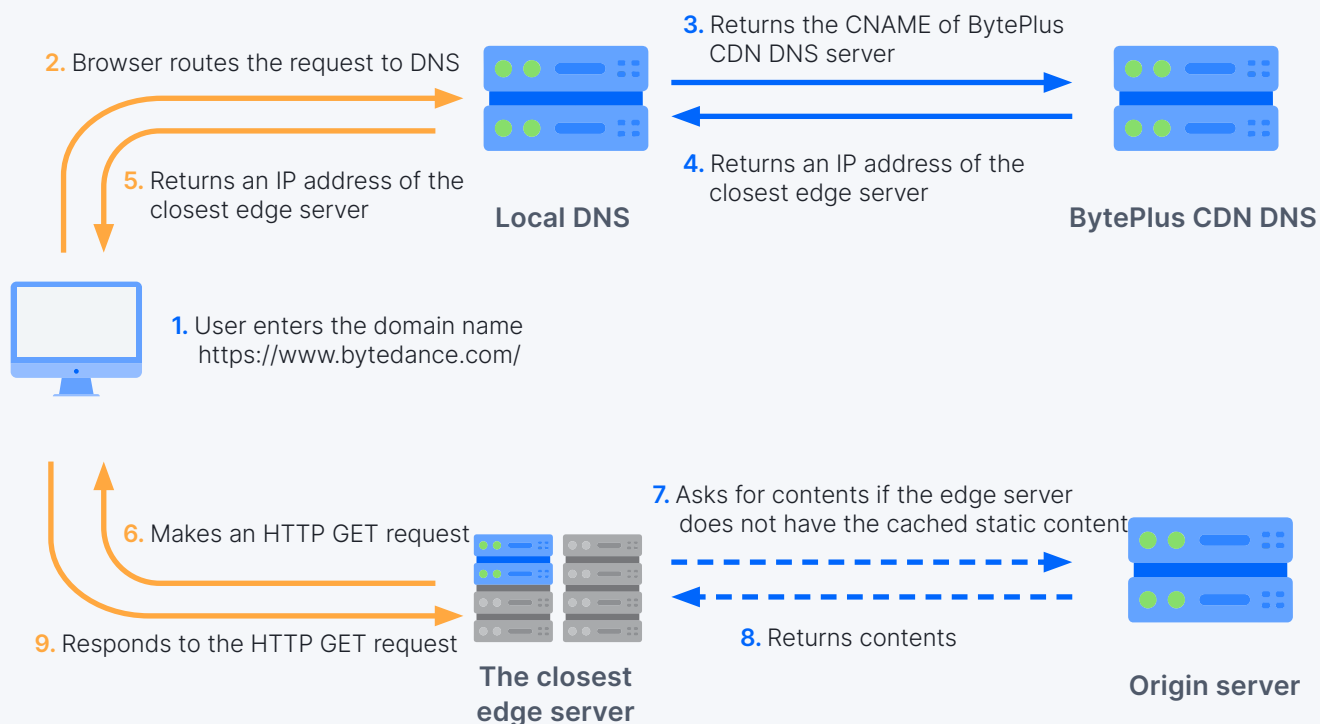 3. Returns the CNAME of BytePlus
CDN DNS server
2. Browser routes the request to DNS
4. Returns an IP address of the
closest edge server
5. Returns an IP address of the
closest edge server
Local DNS
BytePlus CDN DNS
1. User enters the domain name
https://www.bytedance.com/
7. Asks for contents if the edge server
does not have the cached static content
6. Makes an HTTP GET request
9. Responds to the HTTP GET request
8. Returns contents
The closest
edge server
Origin server